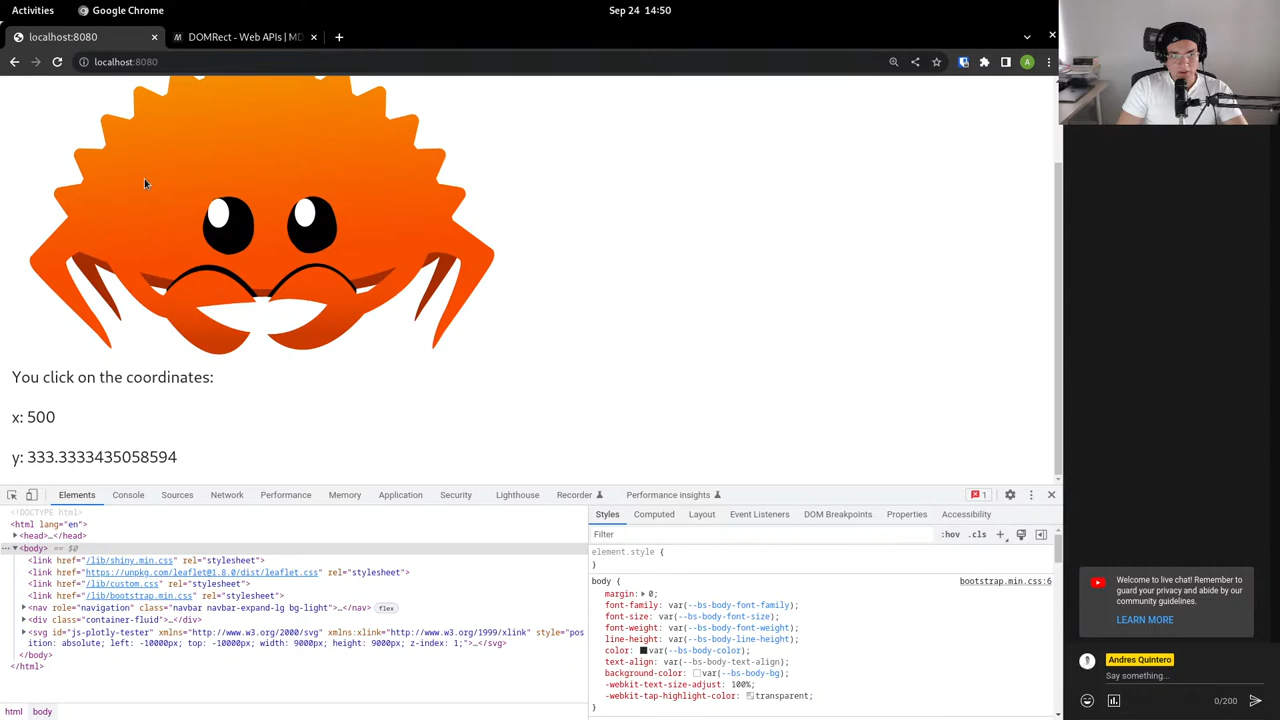 Activities
Google Chrome
Sep 24 14:50
localhost:8080
DOMRect - Web APIs | MD
localhost:8080
A
You click on the coordinates:
x: 500
y: 333.3333435058594
Elements
Console
Sources
Network
Performance
Memory
Application
Security
Lighthouse
Recorder
Performance insights
1
<!DOCTYPE html>
<html lang="en">
<head>…</head>
<body> == $0
<link href="/lib/shiny.min.css" rel="stylesheet">
<link href="https://unpkg.com/leaflet@1.8.0/dist/leaflet.css" rel="stylesheet">
<link href="/lib/custom.css" rel="stylesheet">
<link href="/lib/bootstrap.min.css" rel="stylesheet">
<nav role="navigation" class="navbar navbar-expand-lg bg-light">…</nav> flex
<div class="container-fluid">…</div>
<svg id="js-plotly-tester" xmlns="http://www.w3.org/2000/svg" xmlns:xlink="http://www.w3.org/1999/xlink" style="pos
ition: absolute; left: -10000px; top: -10000px; width: 9000px; height: 9000px; z-index: 1;">…</svg>
</body>
</html>
html body
Styles
Computed
Layout
Event Listeners
DOM Breakpoints
Properties
Accessibility
Filter
:hov .cls
element.style {
}
body {
bootstrap.min.css:6
margin: 0;
font-family: var(--bs-body-font-family);
font-size: var(--bs-body-font-size);
font-weight: var(--bs-body-font-weight);
line-height: var(--bs-body-line-height);
color: var(--bs-body-color);
text-align: var(--bs-body-text-align);
background-color: var(--bs-body-bg);
-webkit-text-size-adjust: 100%;
-webkit-tap-highlight-color: transparent;
}
Welcome to live chat! Remember to
guard your privacy and abide by our
community guidelines.
LEARN MORE
Andres Quintero
Say something...
0/200